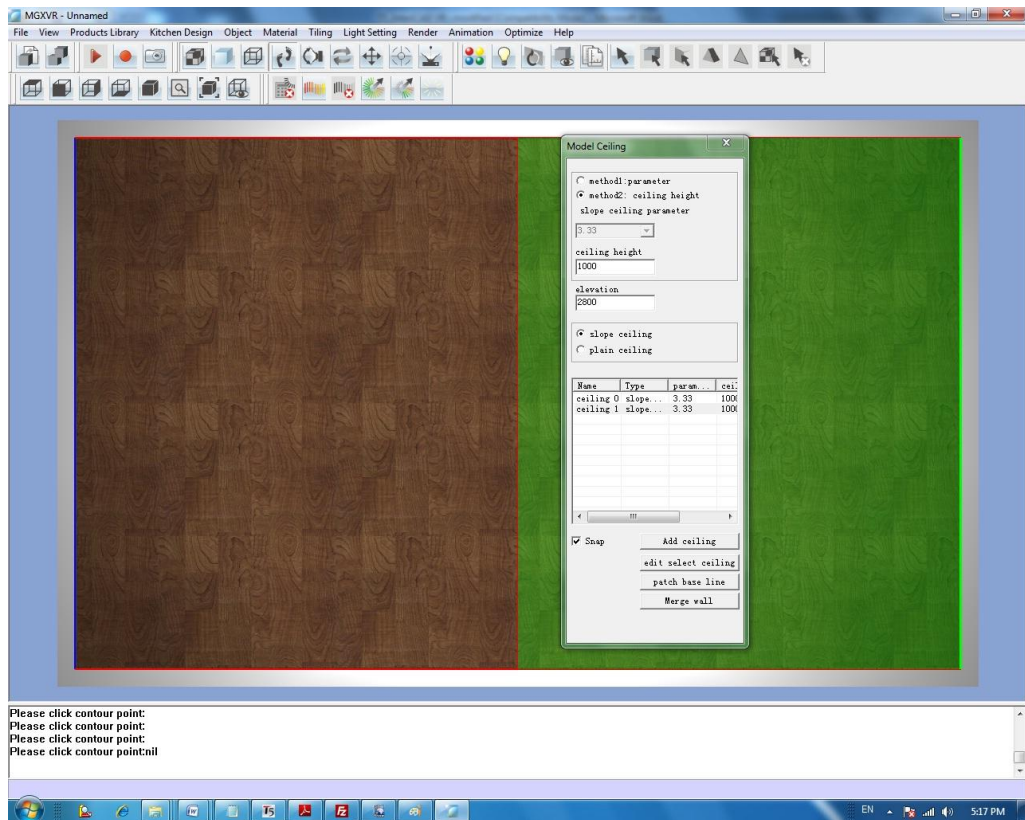 MGXVR - Unnamed
File View Products Library Kitchen Design Object Material Tiling Light Setting Render Animation Optimize Help
Model Ceiling
method1:parameter
method2: ceiling height
slope ceiling parameter
3.33
ceiling height
1000
elevation
2800
slope ceiling
plain ceiling
Name Type param... ceil
ceiling 0 slope... 3.33 1000
ceiling 1 slope... 3.33 1000
Snap Add ceiling
edit select ceiling
patch base line
Merge wall
Please click contour point:
Please click contour point:
Please click contour point:
Please click contour point:nil
EN 5:17 PM